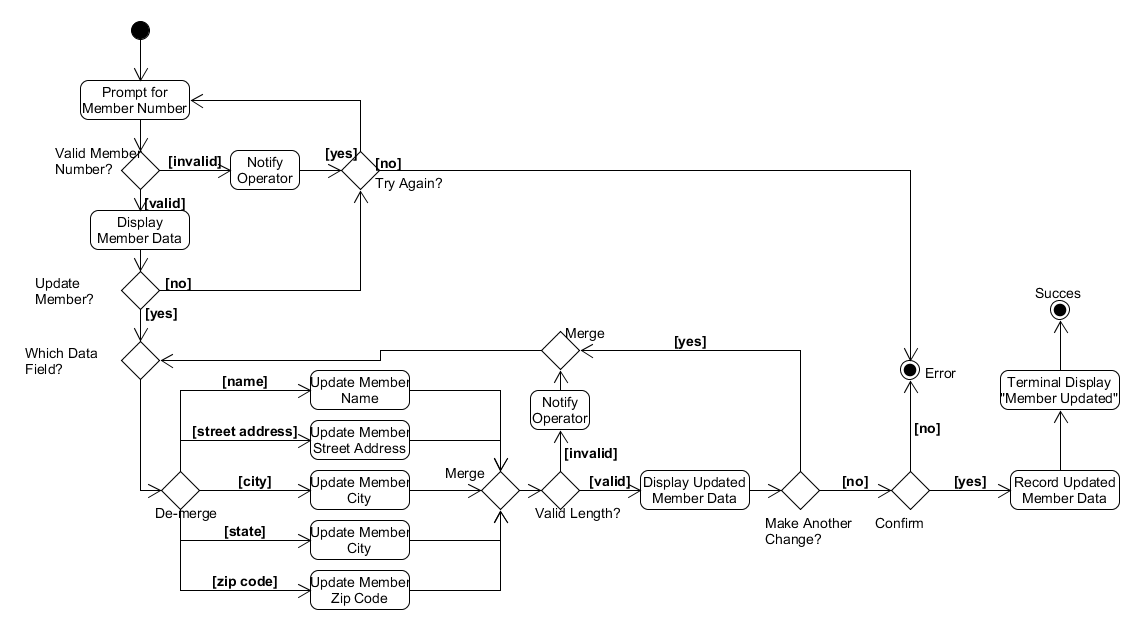 Prompt for
Member Number
Valid Member
Number?
[invalid]
Notify
Operator
[yes]
[no]
Try Again?
[valid]
Display
Member Data
Update
Member?
[no]
[yes]
Which Data
Field?
Merge
[yes]
Succes
Error
[name]
Update Member
Name
Notify
Operator
Terminal Display
"Member Updated"
[street address]
Update Member
Street Address
[invalid]
[no]
De-merge
[city]
Update Member
City
Merge
Valid Length?
[valid]
Display Updated
Member Data
Make Another
Change?
[no]
Confirm
[yes]
Record Updated
Member Data
[state]
Update Member
City
[zip code]
Update Member
Zip Code